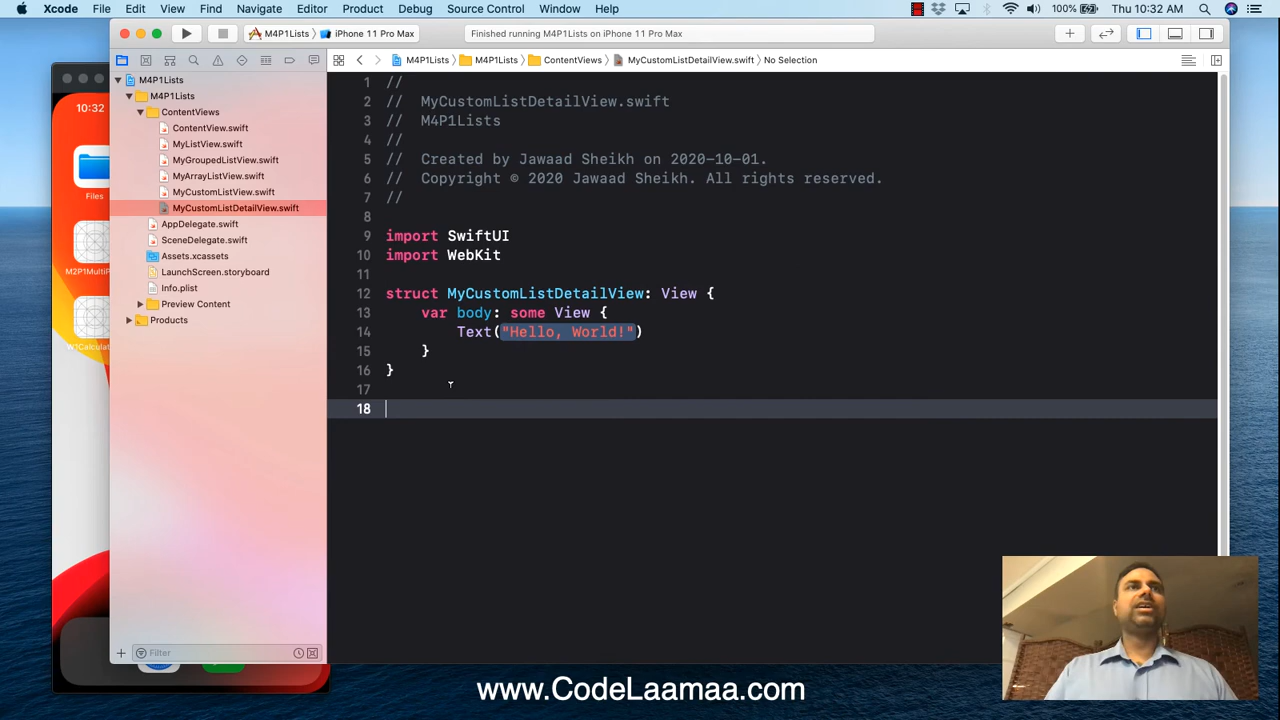 Xcode File Edit View Find Navigate Editor Product Debug Source Control Window Help 100% Thu 10:32 AM
M4P1Lists iPhone 11 Pro Max Finished running M4P1Lists on iPhone 11 Pro Max
M4P1Lists M4P1Lists ContentViews MyCustomListDetailView.swift No Selection
10:32
Files
M2P1MultiP
W1Calculat
M4P1Lists
M4P1Lists
ContentViews
ContentView.swift
MyListView.swift
MyGroupedListView.swift
MyArrayListView.swift
MyCustomListView.swift
MyCustomListDetailView.swift
AppDelegate.swift
SceneDelegate.swift
Assets.xcassets
LaunchScreen.storyboard
Info.plist
Preview Content
Products
Filter
1 //
2 // MyCustomListDetailView.swift
3 // M4P1Lists
4 //
5 // Created by Jawaad Sheikh on 2020-10-01.
6 // Copyright © 2020 Jawaad Sheikh. All rights reserved.
7 //
8
9 import SwiftUI
10 import WebKit
11
12 struct MyCustomListDetailView: View {
13 var body: some View {
14 Text("Hello, World!")
15 }
16 }
17
18
www.CodeLaamaa.com